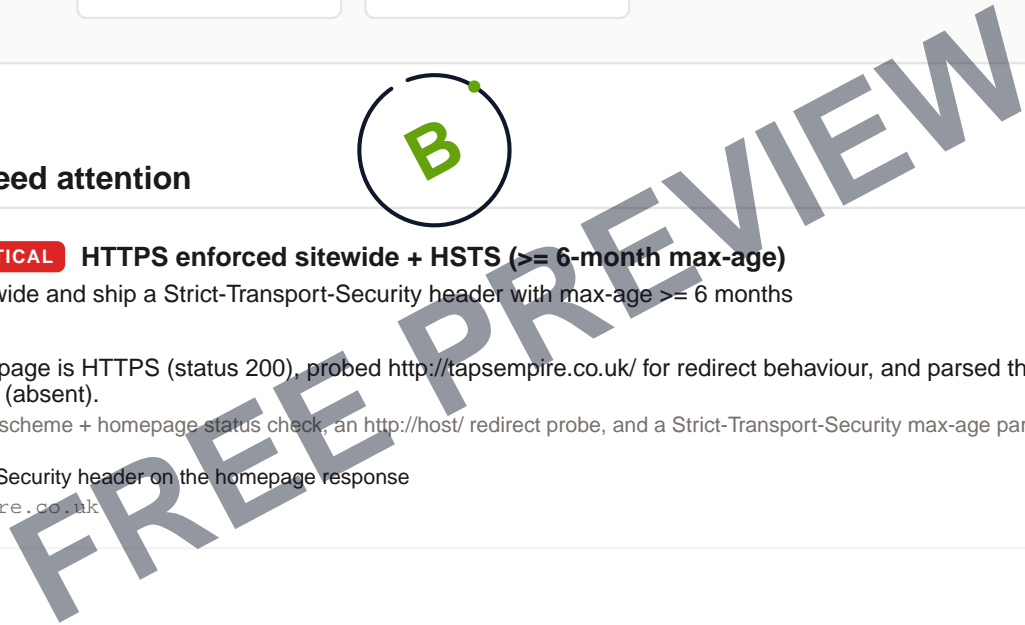 B
eed attention
TICAL HTTPS enforced sitewide + HSTS (>= 6-month max-age)
wide and ship a Strict-Transport-Security header with max-age >= 6 months
page is HTTPS (status 200), probed http://tapsempire.co.uk/ for redirect behaviour, and parsed th
(absent).
scheme + homepage status check, an http://host/ redirect probe, and a Strict-Transport-Security max-age par
Security header on the homepage response
re.co.uk
FREE PREVIEW